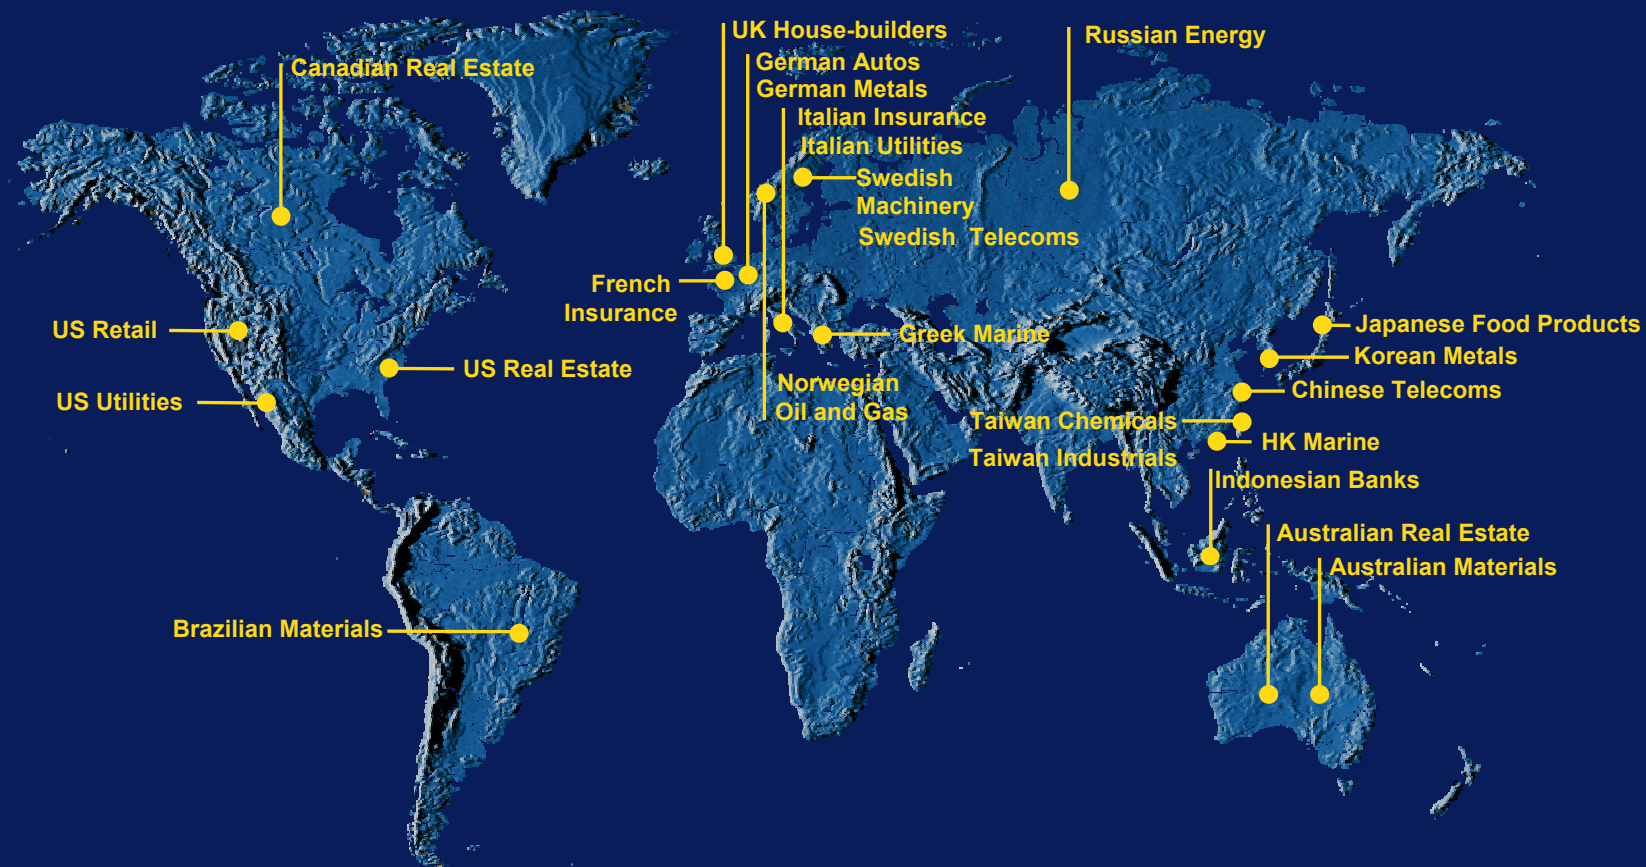 UK House-builders
Russian Energy
Canadian Real Estate
German Autos
German Metals
Italian Insurance
Italian Utilities
Swedish
Machinery
Swedish Telecoms
French
Insurance
US Retail
Greek Marine
Japanese Food Products
Korean Metals
US Real Estate
Norwegian
Oil and Gas
Chinese Telecoms
US Utilities
Taiwan Chemicals
HK Marine
Taiwan Industrials
Indonesian Banks
Australian Real Estate
Australian Materials
Brazilian Materials